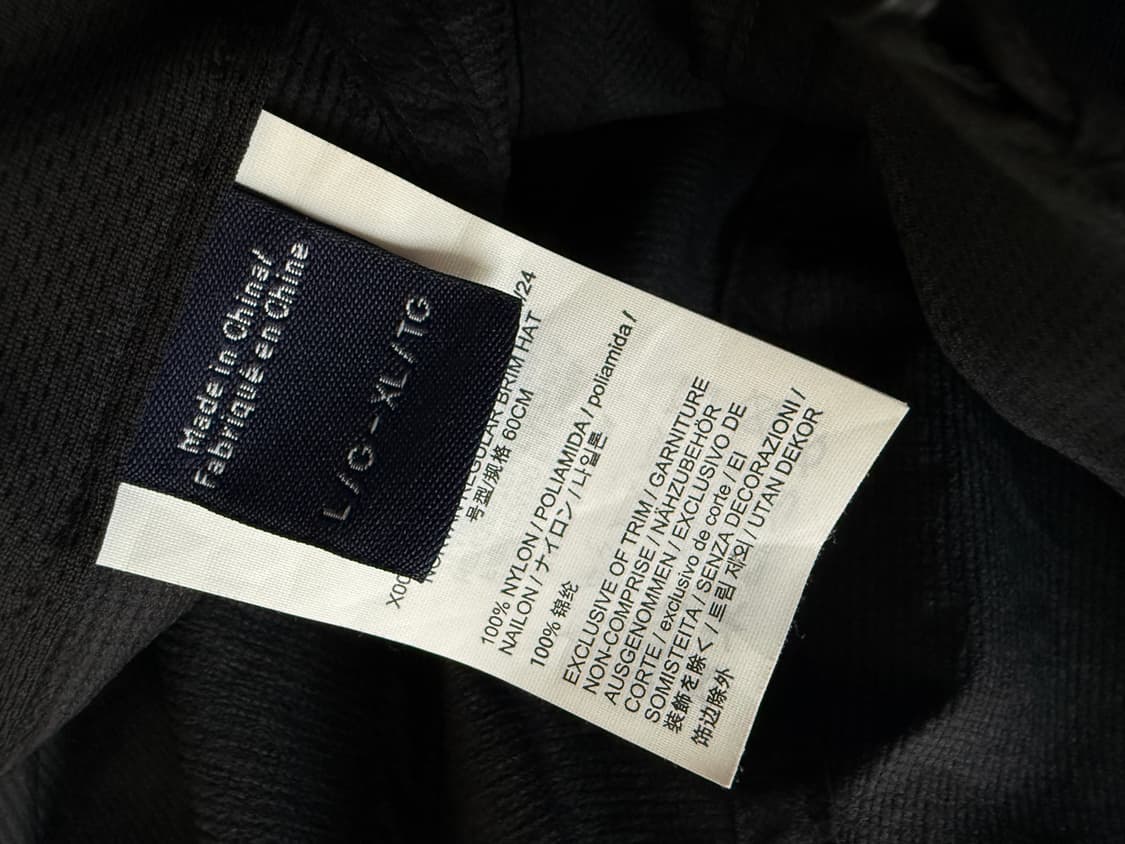 Made in China/
Fabriqué en Chine
L/G-XL/TG
/24
BRIM HAT
号型/规格 60CM
100% NYLON / POLIAMIDA / poliamida /
NAILON / ナイロン / 나일론
100% 锦纶
EXCLUSIVE OF TRIM / GARNITURE
NON-COMPRISE / NÄHZUBEHÖR
AUSGENOMMEN / EXCLUSIVO DE
CORTE / exclusivo de corte / EI
SOMISTEITA / SENZA DECORAZIONI /
装飾を除く / 트림 제외 / UTAN DEKOR
饰边除外